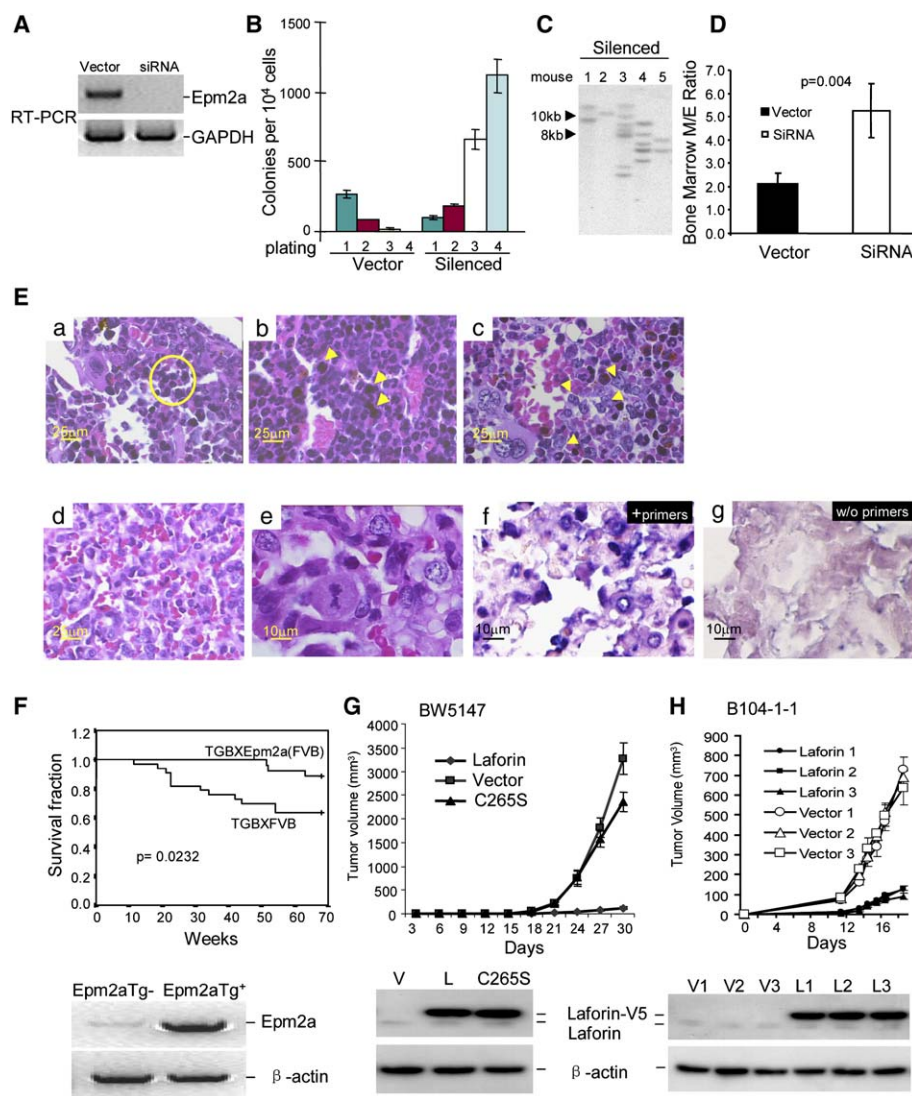 A
Vector siRNA
RT-PCR
Epm2a
GAPDH
B
Colonies per 10⁴ cells
1500
1000
500
0
plating 1 2 3 4 1 2 3 4
Vector Silenced
C
Silenced
mouse 1 2 3 4 5
10kb
8kb
D
Bone Marrow M/E Ratio
7.0
6.0
5.0
4.0
3.0
2.0
1.0
0.0
p=0.004
Vector
SiRNA
Vector SiRNA
E
a
25μm
b
25μm
c
25μm
d
25μm
e
10μm
f
+primers
10μm
g
w/o primers
10μm
F
Survival fraction
1.2
1.0
0.8
0.6
0.4
0.2
0.0
TGBXEpm2a(FVB)
TGBXFVB
p= 0.0232
0 10 20 30 40 50 60 70
Weeks
Epm2aTg- Epm2aTg⁺
Epm2a
β-actin
G
BW5147
Tumor volume (mm³)
4000
3500
3000
2500
2000
1500
1000
500
0
Laforin
Vector
C265S
3 6 9 12 15 18 21 24 27 30
Days
V L C265S
Laforin-V5
Laforin
β-actin
H
B104-1-1
Tumor Volume (mm³)
900
800
700
600
500
400
300
200
100
0
Laforin 1
Laforin 2
Laforin 3
Vector 1
Vector 2
Vector 3
0 4 8 12 16
Days
V1 V2 V3 L1 L2 L3